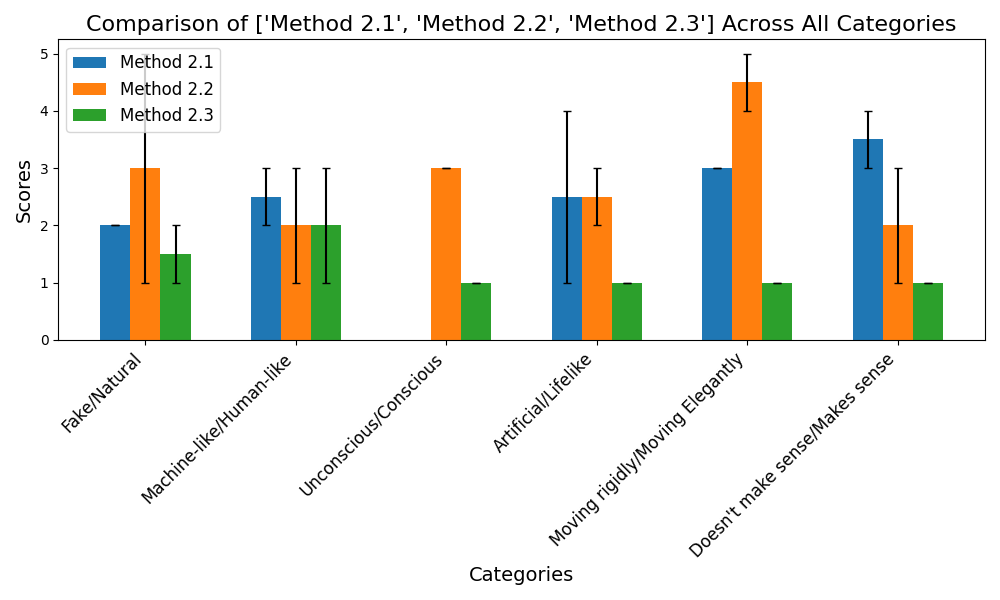 Comparison of ['Method 2.1', 'Method 2.2', 'Method 2.3'] Across All Categories
Method 2.1
Method 2.2
Method 2.3
Scores
5
4
3
2
1
0
Fake/Natural
Machine-like/Human-like
Unconscious/Conscious
Artificial/Lifelike
Moving rigidly/Moving Elegantly
Doesn't make sense/Makes sense
Categories